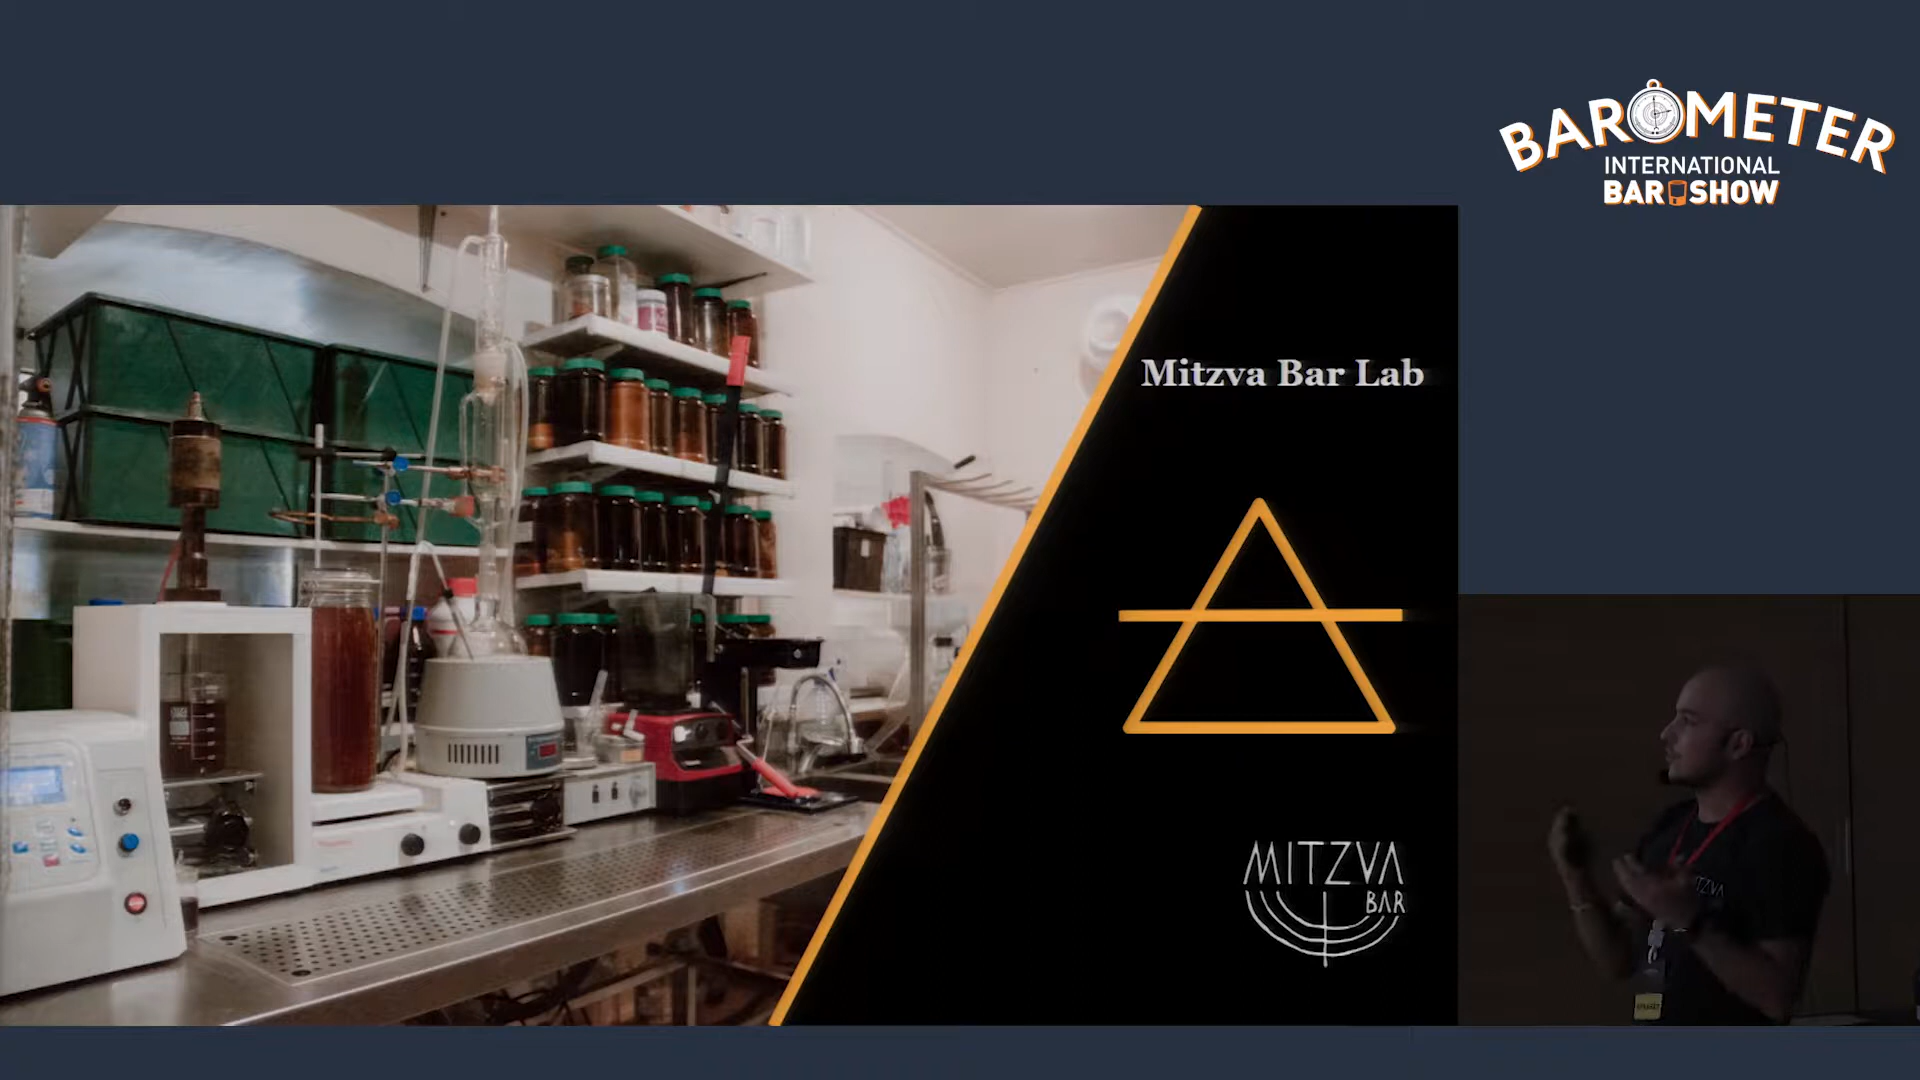 BAROMETER
INTERNATIONAL
BAR SHOW
Mitzva Bar Lab
MITZVA
BAR